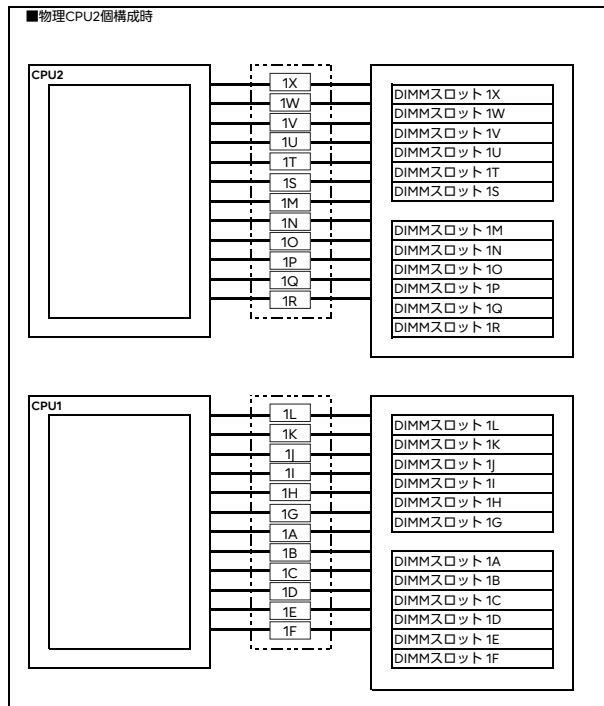 ■物理CPU2個構成時
CPU2
1X
1W
1V
1U
1T
1S
1M
1N
1O
1P
1Q
1R
DIMMスロット 1X
DIMMスロット 1W
DIMMスロット 1V
DIMMスロット 1U
DIMMスロット 1T
DIMMスロット 1S
DIMMスロット 1M
DIMMスロット 1N
DIMMスロット 1O
DIMMスロット 1P
DIMMスロット 1Q
DIMMスロット 1R
CPU1
1L
1K
1J
1I
1H
1G
1A
1B
1C
1D
1E
1F
DIMMスロット 1L
DIMMスロット 1K
DIMMスロット 1J
DIMMスロット 1I
DIMMスロット 1H
DIMMスロット 1G
DIMMスロット 1A
DIMMスロット 1B
DIMMスロット 1C
DIMMスロット 1D
DIMMスロット 1E
DIMMスロット 1F